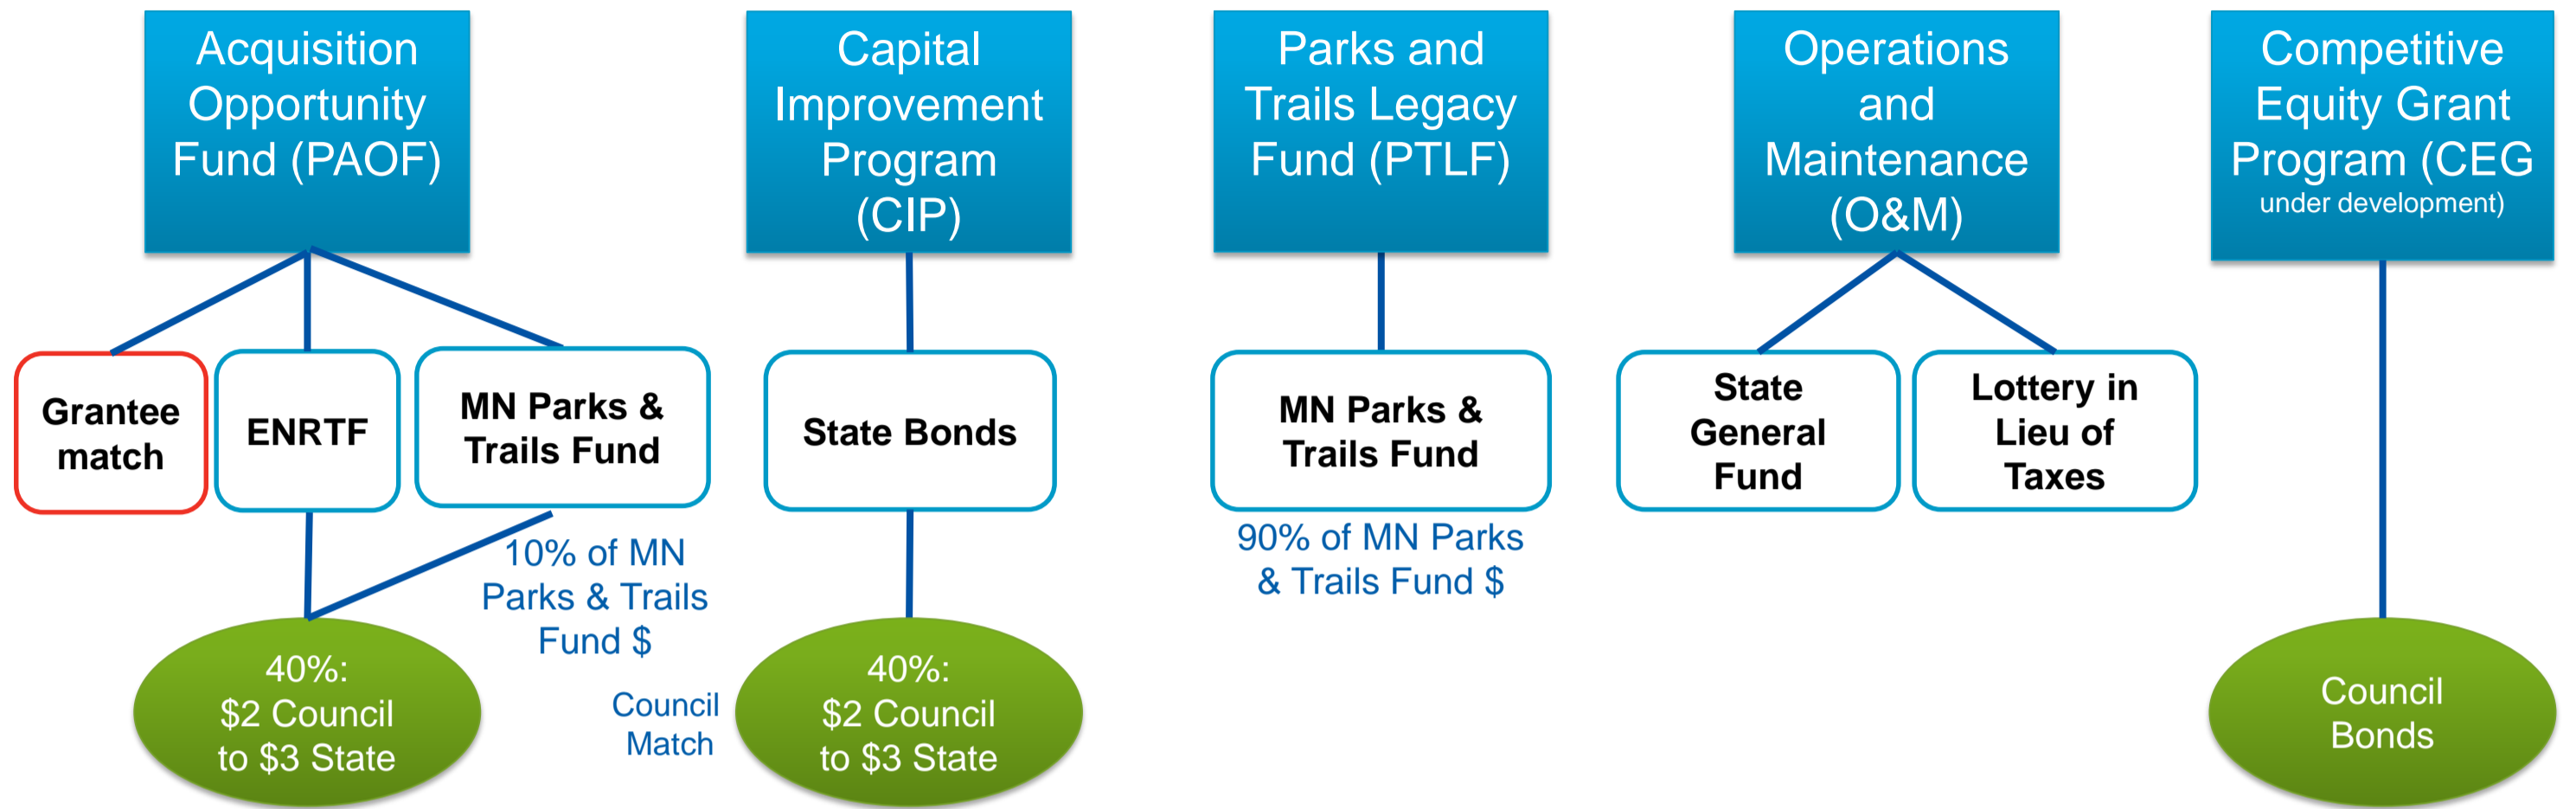 Acquisition
Opportunity
Fund (PAOF)
Capital
Improvement
Program
(CIP)
Parks and
Trails Legacy
Fund (PTLF)
Operations
and
Maintenance
(O&M)
Competitive
Equity Grant
Program (CEG
under development)
Grantee
match
ENRTF
MN Parks &
Trails Fund
State Bonds
MN Parks &
Trails Fund
State
General
Fund
Lottery in
Lieu of
Taxes
10% of MN
Parks & Trails
Fund $
90% of MN Parks
& Trails Fund $
40%:
$2 Council
to $3 State
Council
Match
40%:
$2 Council
to $3 State
Council
Bonds